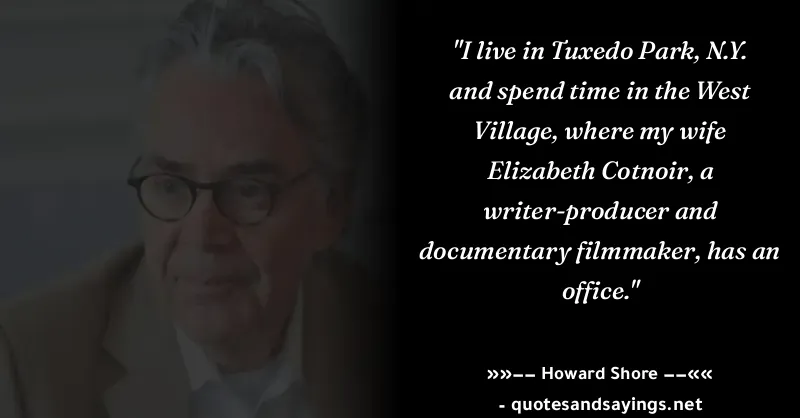 "I live in Tuxedo Park, N.Y.
and spend time in the West
Village, where my wife
Elizabeth Cotnoir, a
writer-producer and
documentary filmmaker, has an
office."
»»−− Howard Shore −−««
- quotesandsayings.net